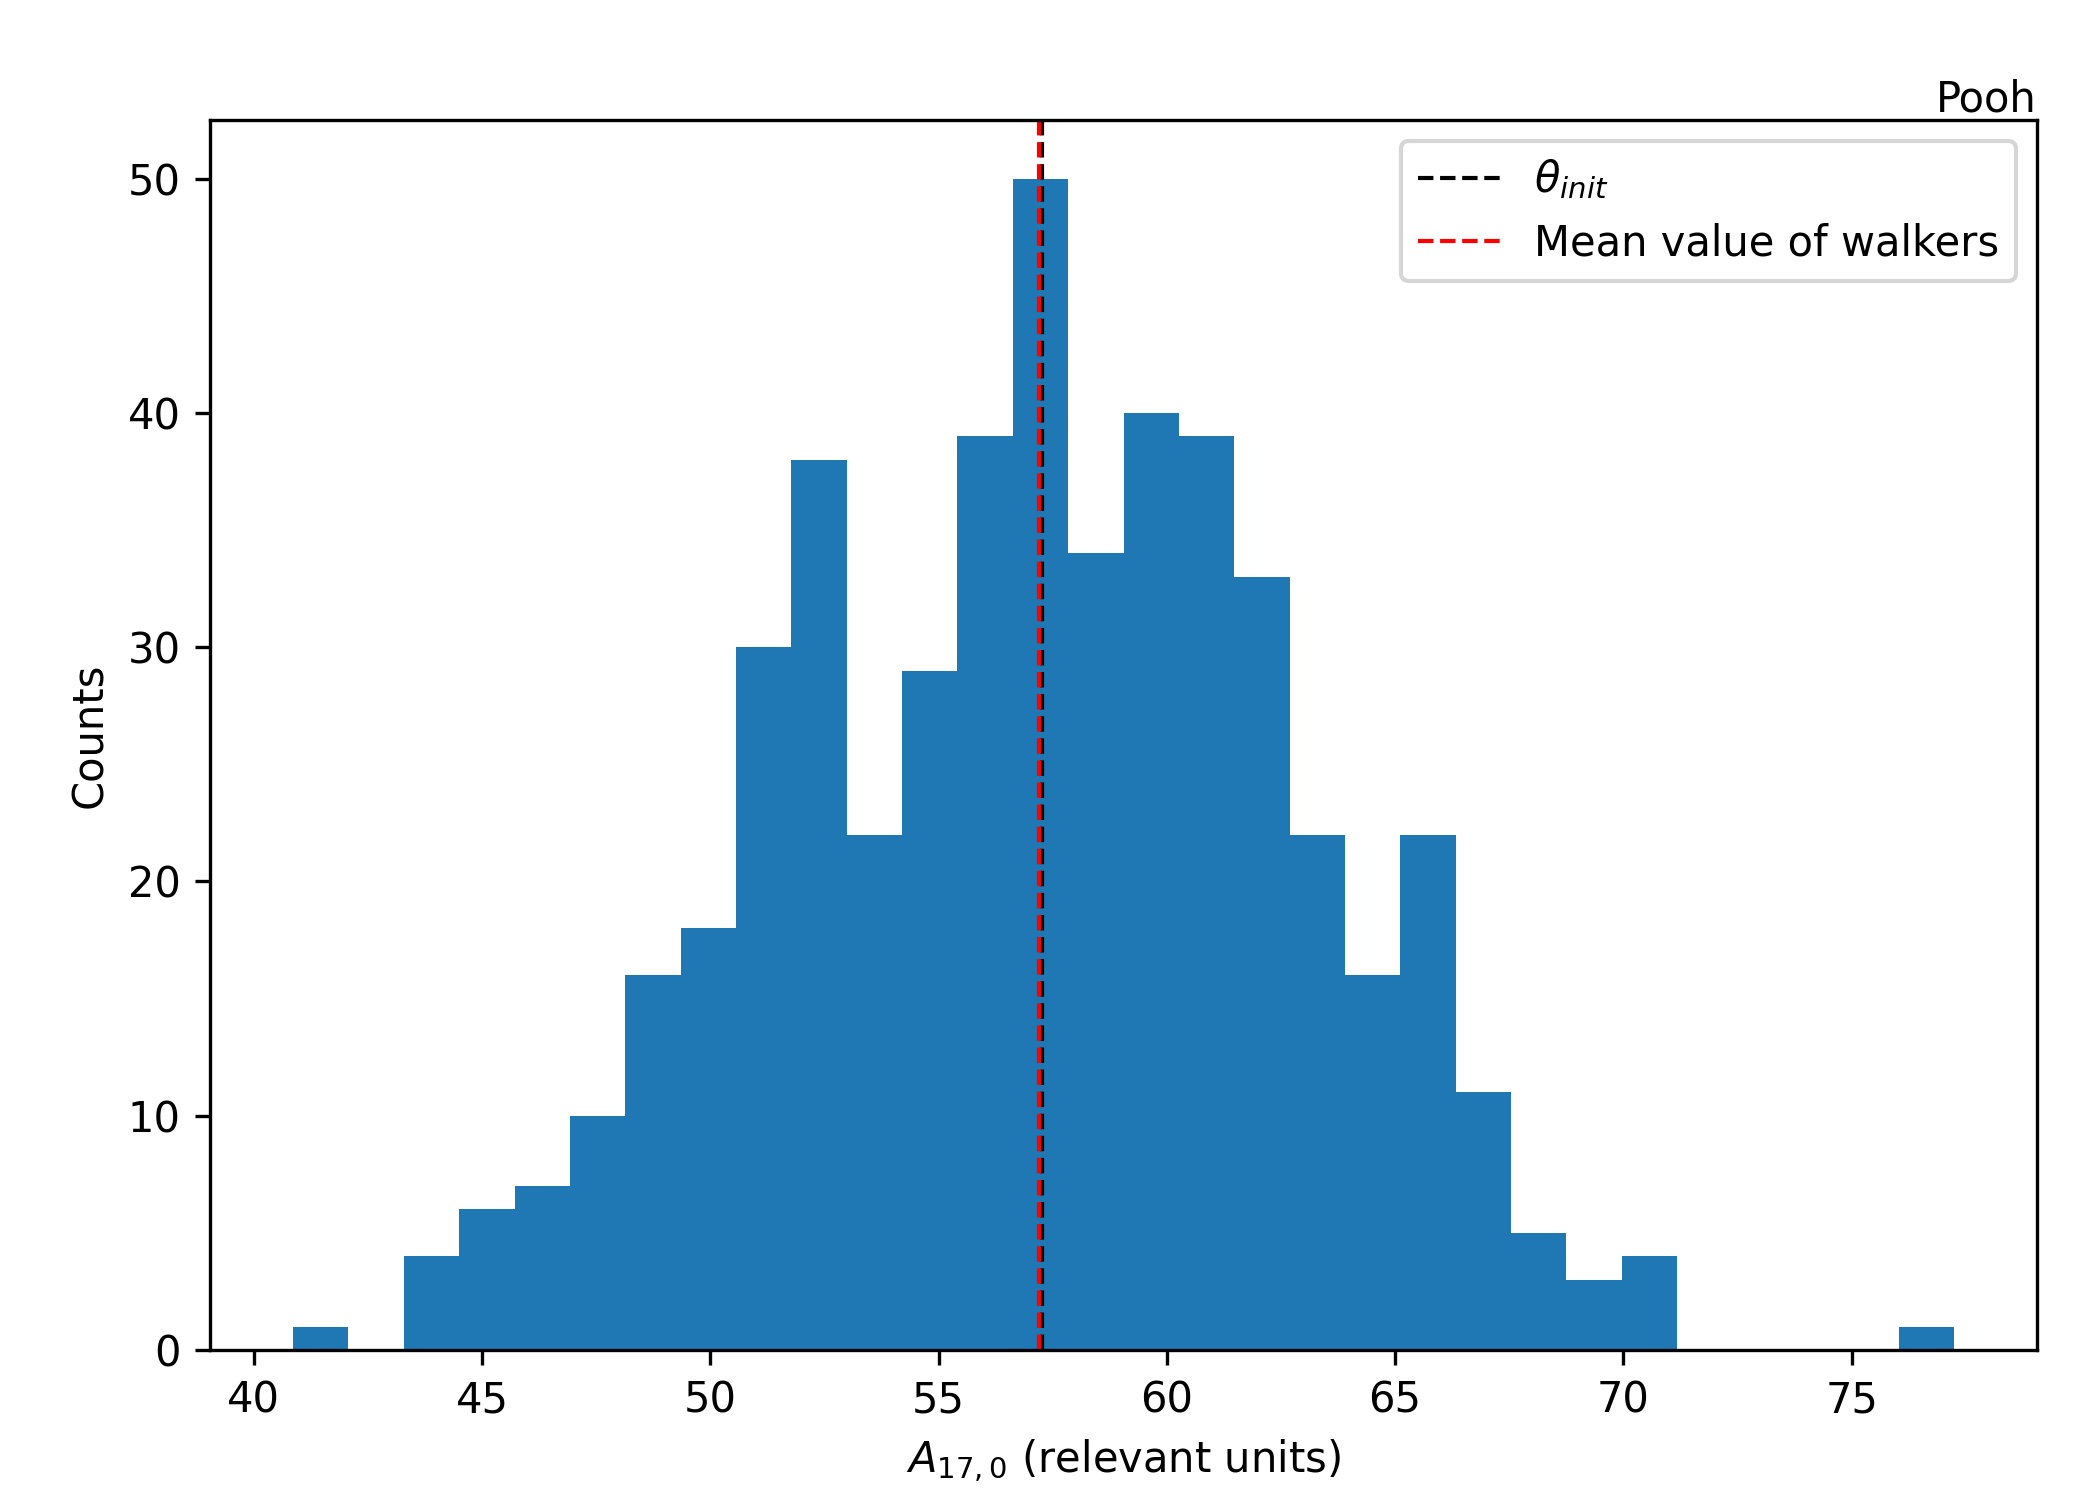 Pooh
θinit
Mean value of walkers
50
40
30
20
10
0
Counts
40 45 50 55 60 65 70 75
A17,0 (relevant units)